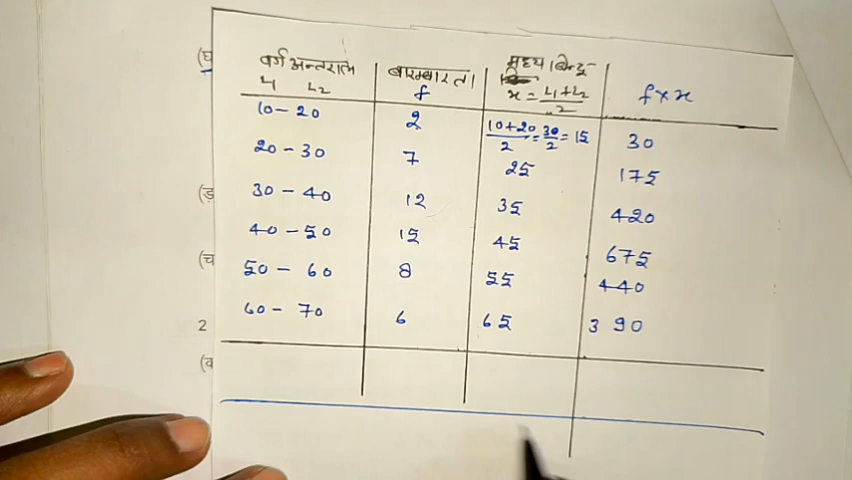 (घ
वर्ग अन्तराल बारम्बारता मध्य बिन्दु
L1 L2 f x = L1+L2/2 f×x
10-20 2 10+20/2 = 30/2 = 15 30
20-30 7 25 175
30-40 12 35 420
40-50 15 45 675
50-60 8 55 440
60-70 6 65 390
(ड़
(च
2
(व